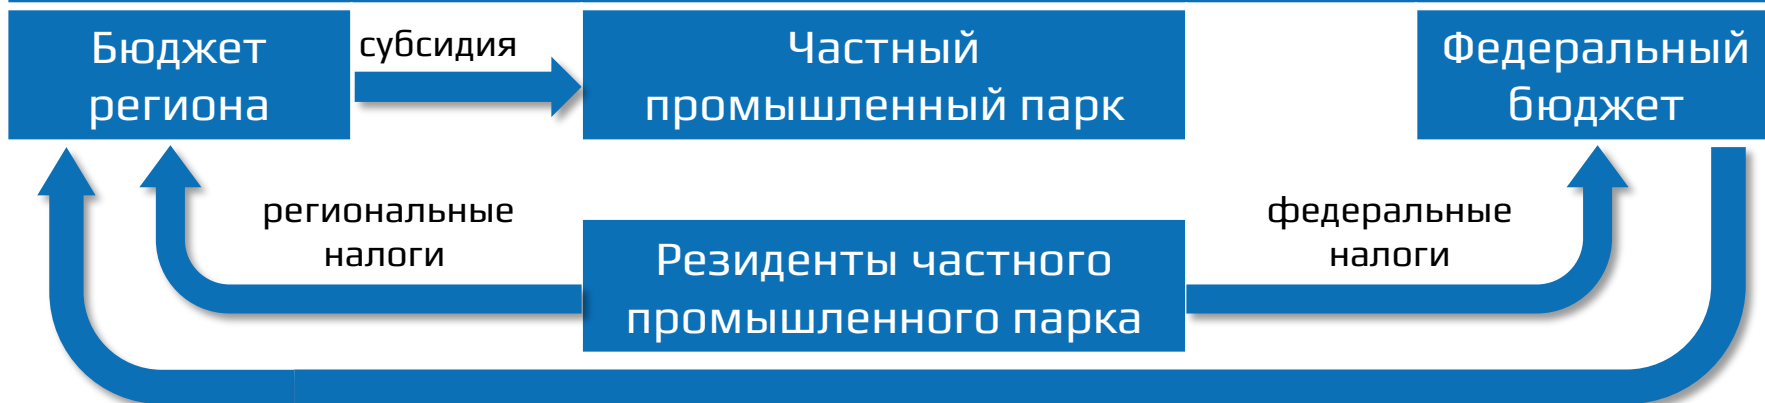 Бюджет
региона
субсидия
Частный
промышленный парк
Федеральный
бюджет
региональные
налоги
Резиденты частного
промышленного парка
федеральные
налоги